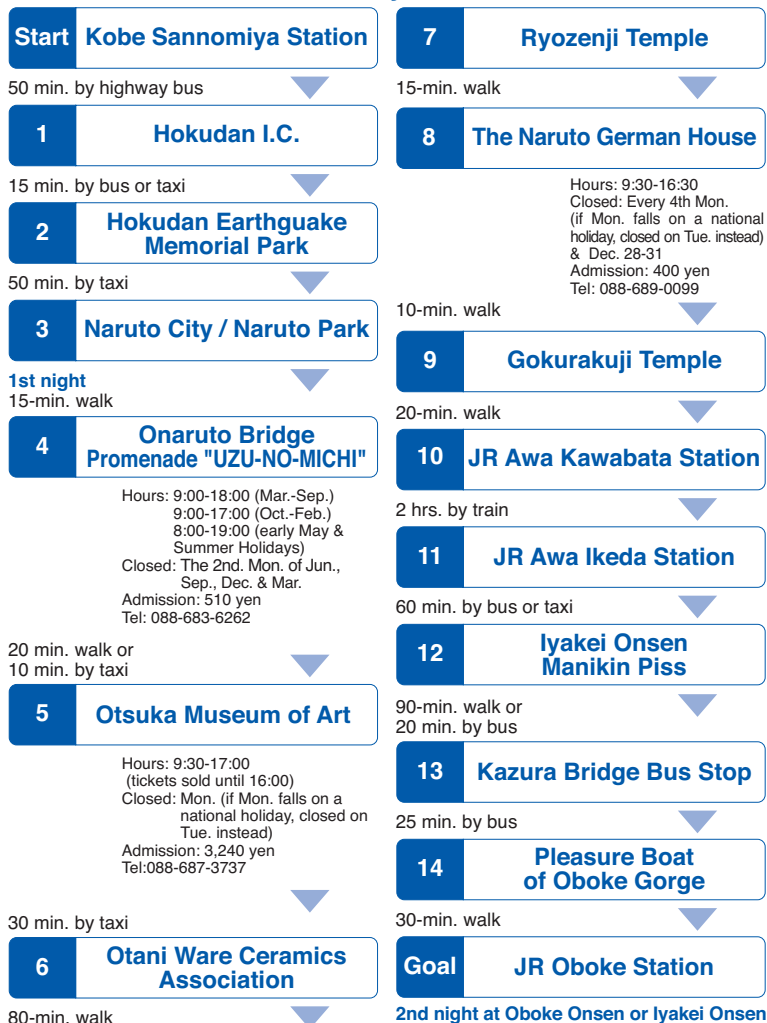 Start Kobe Sannomiya Station
50 min. by highway bus
1 Hokudan I.C.
15 min. by bus or taxi
2 Hokudan Earthguake
Memorial Park
50 min. by taxi
3 Naruto City / Naruto Park
1st night
15-min. walk
4 Onaruto Bridge
Promenade "UZU-NO-MICHI"
Hours: 9:00-18:00 (Mar.-Sep.)
9:00-17:00 (Oct.-Feb.)
8:00-19:00 (early May &
Summer Holidays)
Closed: The 2nd. Mon. of Jun.,
Sep., Dec. & Mar.
Admission: 510 yen
Tel: 088-683-6262
20 min. walk or
10 min. by taxi
5 Otsuka Museum of Art
Hours: 9:30-17:00
(tickets sold until 16:00)
Closed: Mon. (if Mon. falls on a
national holiday, closed on
Tue. instead)
Admission: 3,240 yen
Tel:088-687-3737
30 min. by taxi
6 Otani Ware Ceramics
Association
80-min. walk
7 Ryozenji Temple
15-min. walk
8 The Naruto German House
Hours: 9:30-16:30
Closed: Every 4th Mon.
(if Mon. falls on a national
holiday, closed on Tue. instead)
& Dec. 28-31
Admission: 400 yen
Tel: 088-689-0099
10-min. walk
9 Gokurakuji Temple
20-min. walk
10 JR Awa Kawabata Station
2 hrs. by train
11 JR Awa Ikeda Station
60 min. by bus or taxi
12 Iyakei Onsen
Manikin Piss
90-min. walk or
20 min. by bus
13 Kazura Bridge Bus Stop
25 min. by bus
14 Pleasure Boat
of Oboke Gorge
30-min. walk
Goal JR Oboke Station
2nd night at Oboke Onsen or Iyakei Onsen